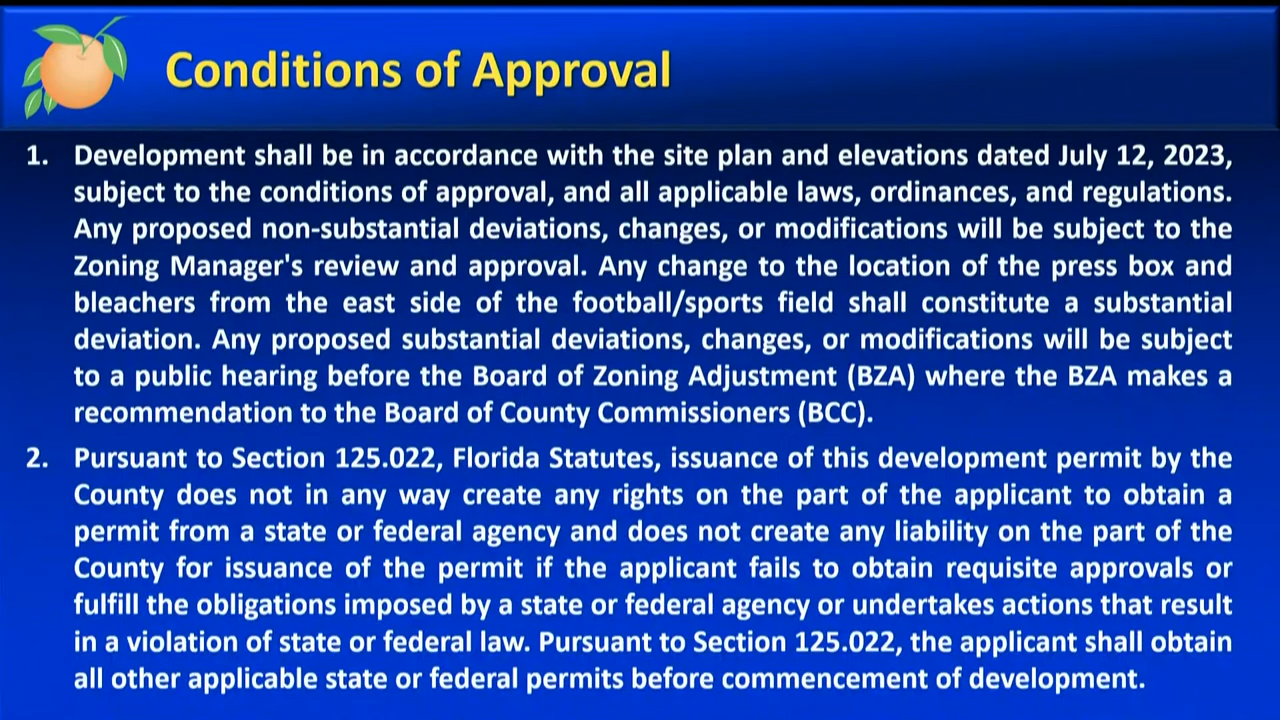 Conditions of Approval
1. Development shall be in accordance with the site plan and elevations dated July 12, 2023,
subject to the conditions of approval, and all applicable laws, ordinances, and regulations.
Any proposed non-substantial deviations, changes, or modifications will be subject to the
Zoning Manager's review and approval. Any change to the location of the press box and
bleachers from the east side of the football/sports field shall constitute a substantial
deviation. Any proposed substantial deviations, changes, or modifications will be subject
to a public hearing before the Board of Zoning Adjustment (BZA) where the BZA makes a
recommendation to the Board of County Commissioners (BCC).
2. Pursuant to Section 125.022, Florida Statutes, issuance of this development permit by the
County does not in any way create any rights on the part of the applicant to obtain a
permit from a state or federal agency and does not create any liability on the part of the
County for issuance of the permit if the applicant fails to obtain requisite approvals or
fulfill the obligations imposed by a state or federal agency or undertakes actions that result
in a violation of state or federal law. Pursuant to Section 125.022, the applicant shall obtain
all other applicable state or federal permits before commencement of development.